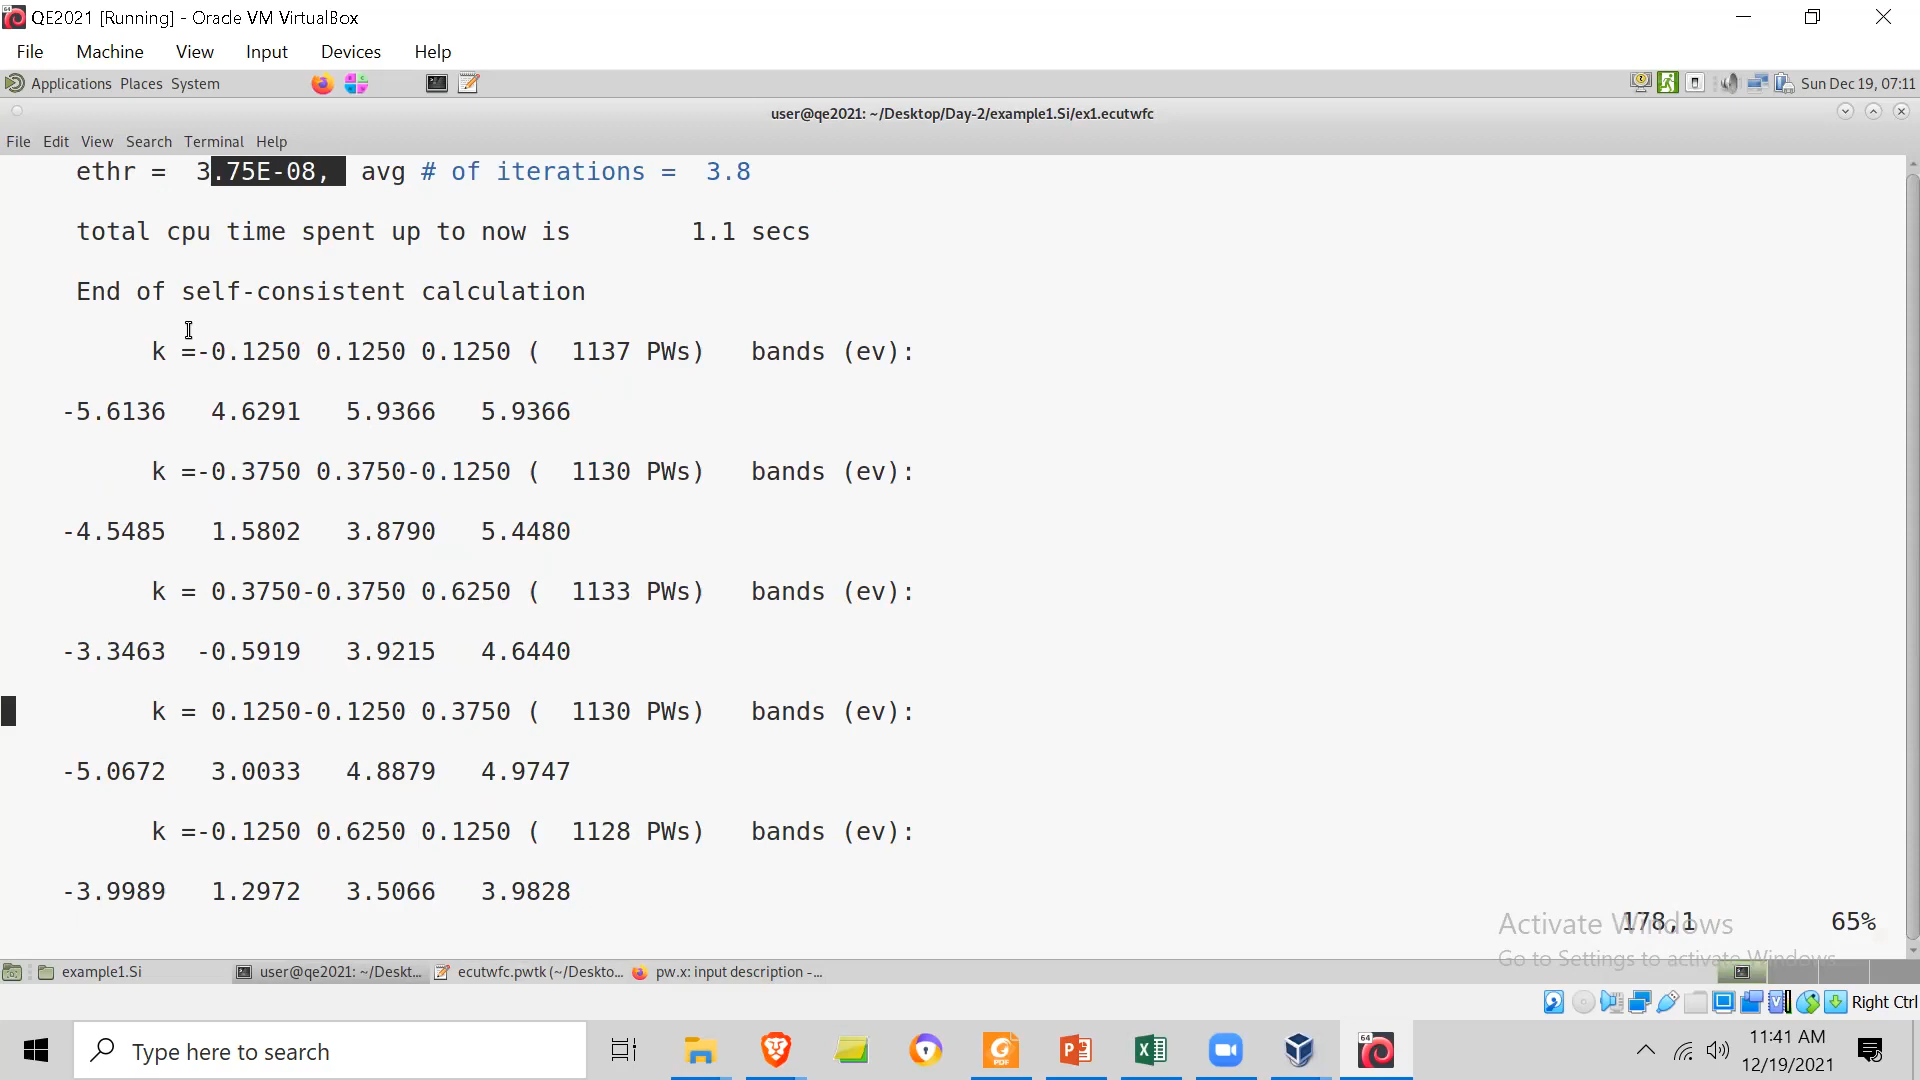 QE2021 [Running] - Oracle VM VirtualBox
File Machine View Input Devices Help
Applications Places System
Sun Dec 19, 07:11
user@qe2021: ~/Desktop/Day-2/example1.Si/ex1.ecutwfc
File Edit View Search Terminal Help
ethr = 3.75E-08, avg # of iterations = 3.8
total cpu time spent up to now is 1.1 secs
End of self-consistent calculation
k =-0.1250 0.1250 0.1250 ( 1137 PWs) bands (ev):
-5.6136 4.6291 5.9366 5.9366
k =-0.3750 0.3750-0.1250 ( 1130 PWs) bands (ev):
-4.5485 1.5802 3.8790 5.4480
k = 0.3750-0.3750 0.6250 ( 1133 PWs) bands (ev):
-3.3463 -0.5919 3.9215 4.6440
k = 0.1250-0.1250 0.3750 ( 1130 PWs) bands (ev):
-5.0672 3.0033 4.8879 4.9747
k =-0.1250 0.6250 0.1250 ( 1128 PWs) bands (ev):
-3.9989 1.2972 3.5066 3.9828
178,1 65%
Activate Windows
Go to Settings to activate Windows.
example1.Si user@qe2021: ~/Deskt... ecutwfc.pwtk (~/Deskto... pw.x: input description -...
Right Ctrl
Type here to search
11:41 AM
12/19/2021